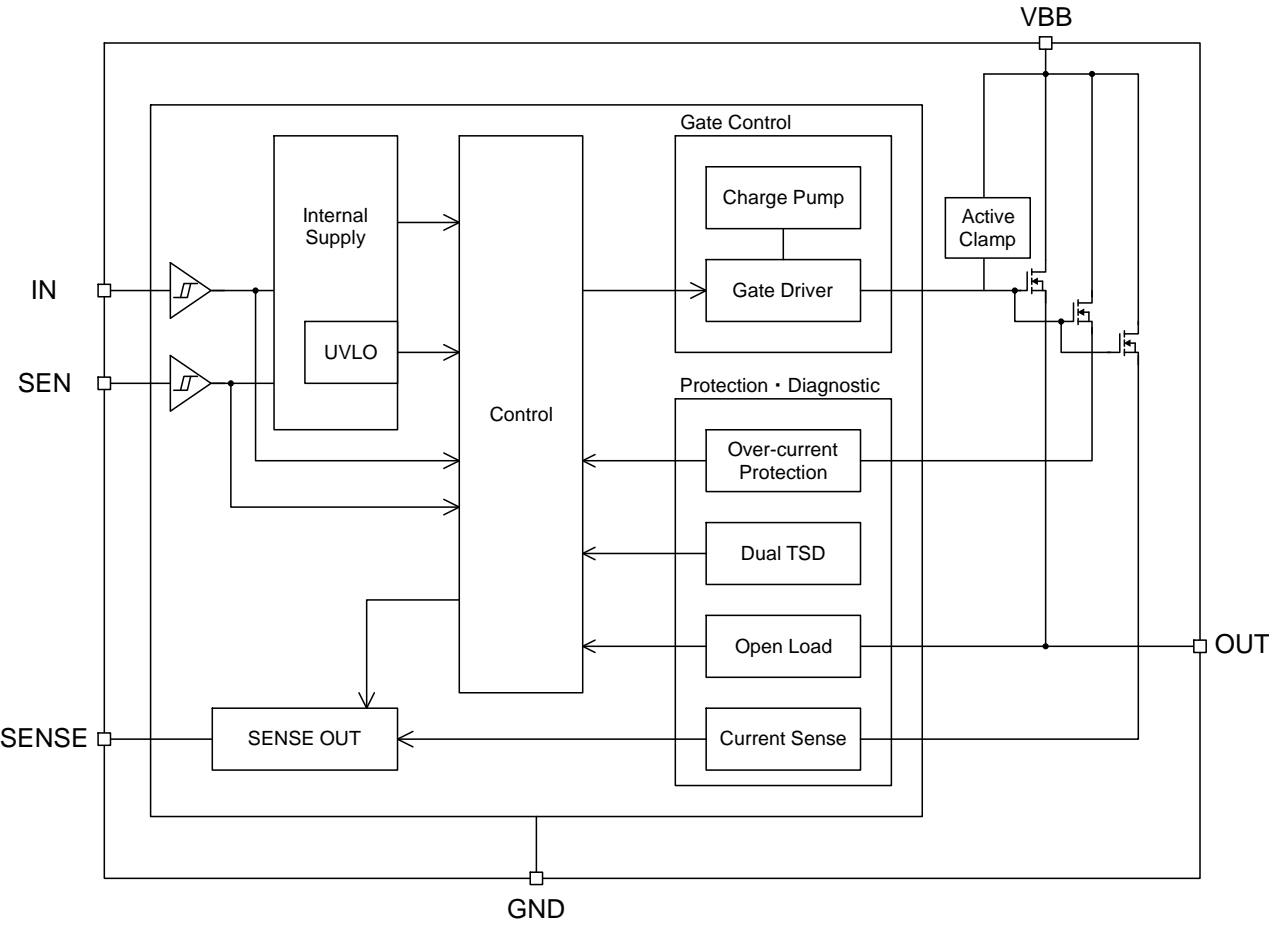 VBB
Gate Control
Charge Pump
Internal
Supply
Active
Clamp
IN
Gate Driver
UVLO
SEN
Protection・Diagnostic
Control
Over-current
Protection
Dual TSD
Open Load
OUT
SENSE
SENSE OUT
Current Sense
GND